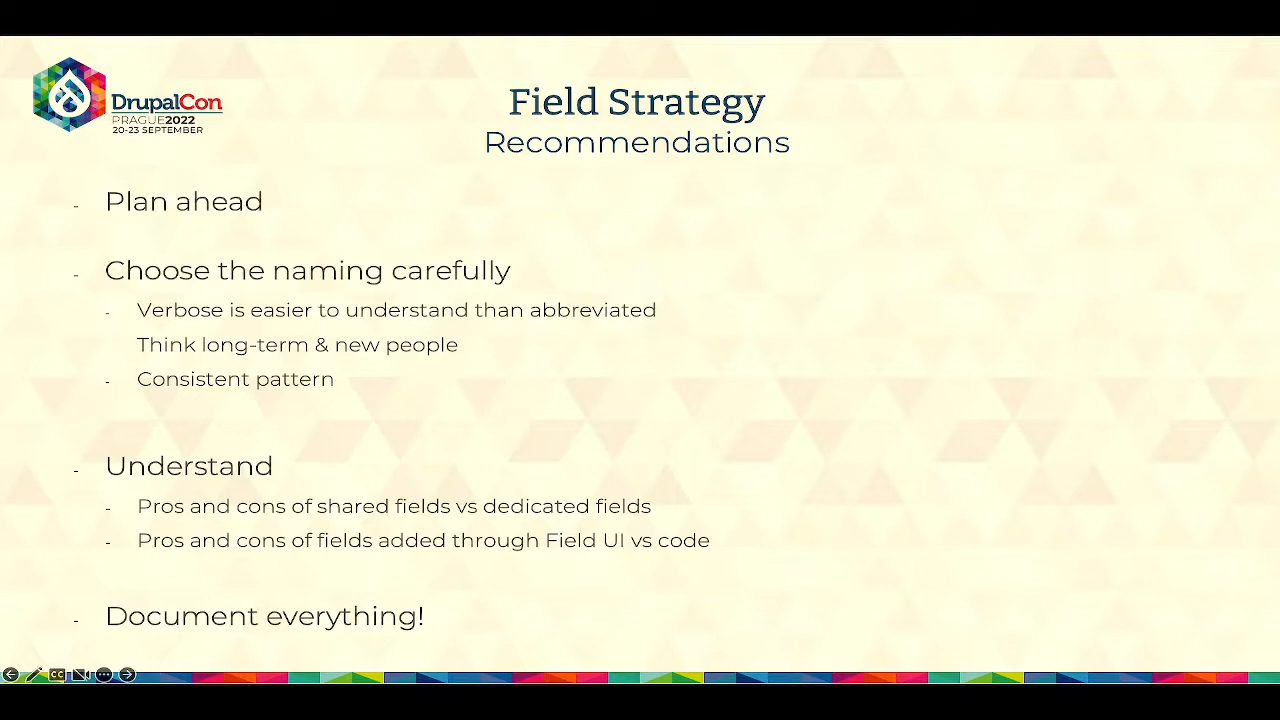 DrupalCon
PRAGUE2022
20-23 SEPTEMBER
Field Strategy
Recommendations
- Plan ahead
- Choose the naming carefully
- Verbose is easier to understand than abbreviated
Think long-term & new people
- Consistent pattern
- Understand
- Pros and cons of shared fields vs dedicated fields
- Pros and cons of fields added through Field UI vs code
- Document everything!
CC